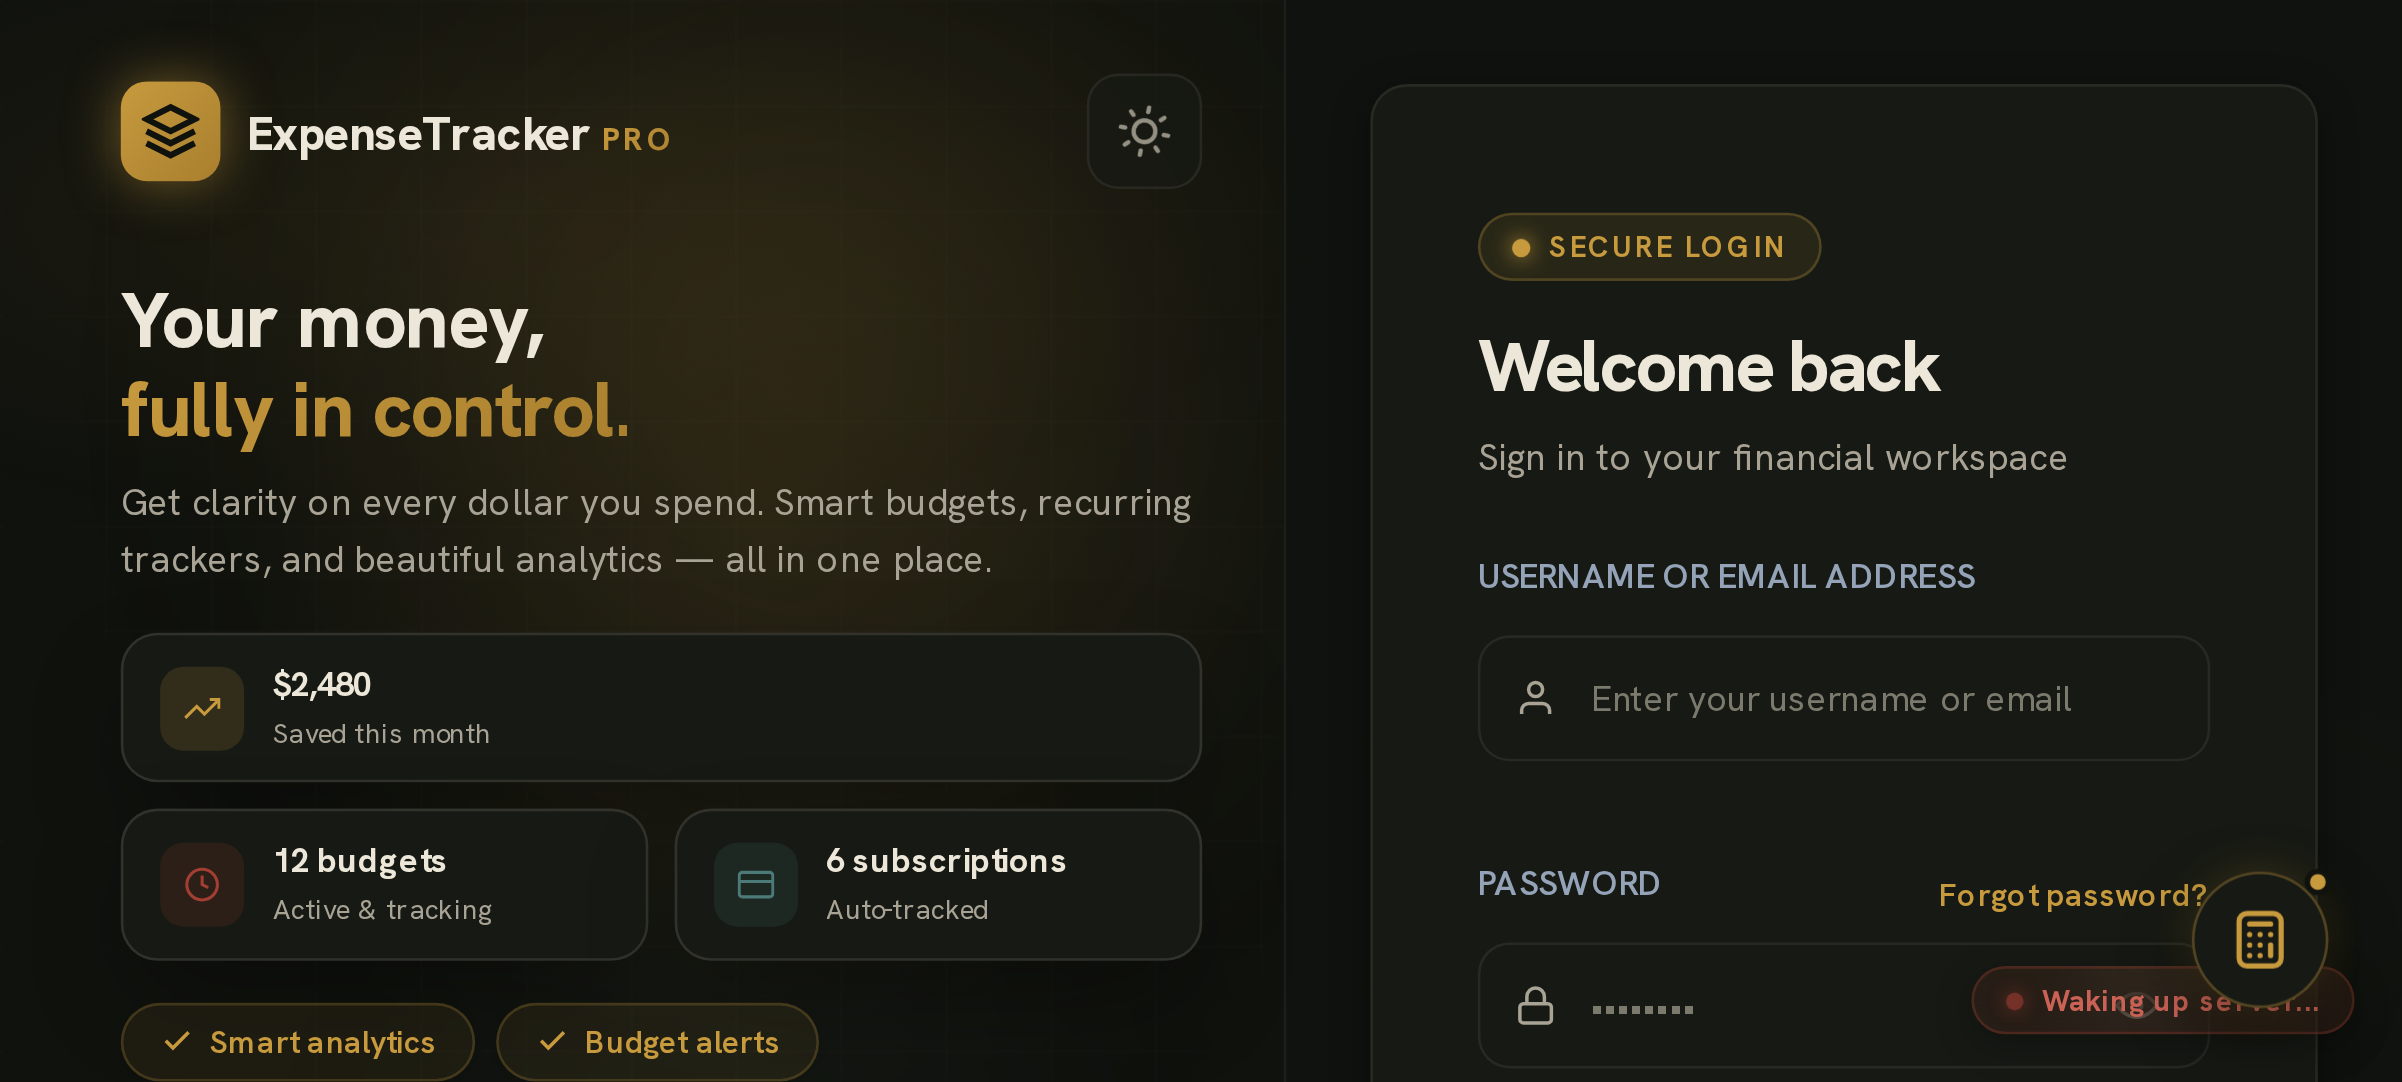 ExpenseTracker PRO
Your money,
fully in control.
Get clarity on every dollar you spend. Smart budgets, recurring
trackers, and beautiful analytics — all in one place.
$2,480
Saved this month
12 budgets
Active & tracking
6 subscriptions
Auto-tracked
Smart analytics
Budget alerts
SECURE LOGIN
Welcome back
Sign in to your financial workspace
USERNAME OR EMAIL ADDRESS
Enter your username or email
PASSWORD
Forgot password?
Waking up server...